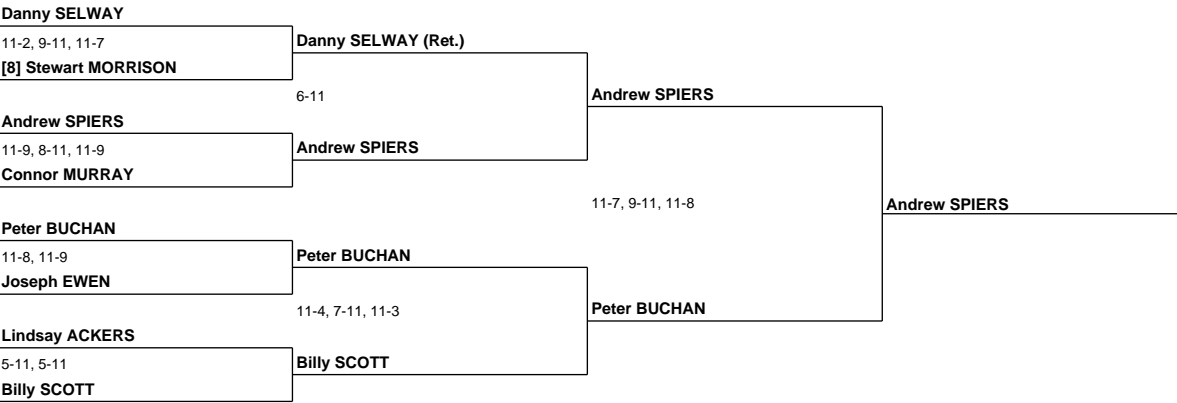 Danny SELWAY
11-2, 9-11, 11-7
[8] Stewart MORRISON
Andrew SPIERS
11-9, 8-11, 11-9
Connor MURRAY
Peter BUCHAN
11-8, 11-9
Joseph EWEN
Lindsay ACKERS
5-11, 5-11
Billy SCOTT
Danny SELWAY (Ret.)
6-11
Andrew SPIERS
Peter BUCHAN
11-4, 7-11, 11-3
Billy SCOTT
Andrew SPIERS
11-7, 9-11, 11-8
Peter BUCHAN
Andrew SPIERS